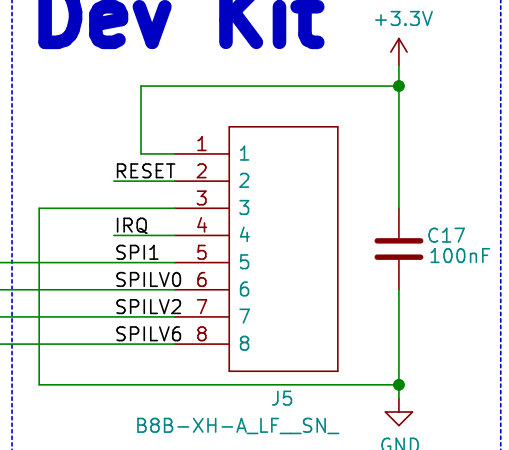 Dev Kit
+3.3V
1 1
RESET 2 2
3 3
IRQ 4 4
SPI1 5 5
SPILV0 6 6
SPILV2 7 7
SPILV6 8 8
C17
100nF
J5
B8B-XH-A_LF__SN_
GND